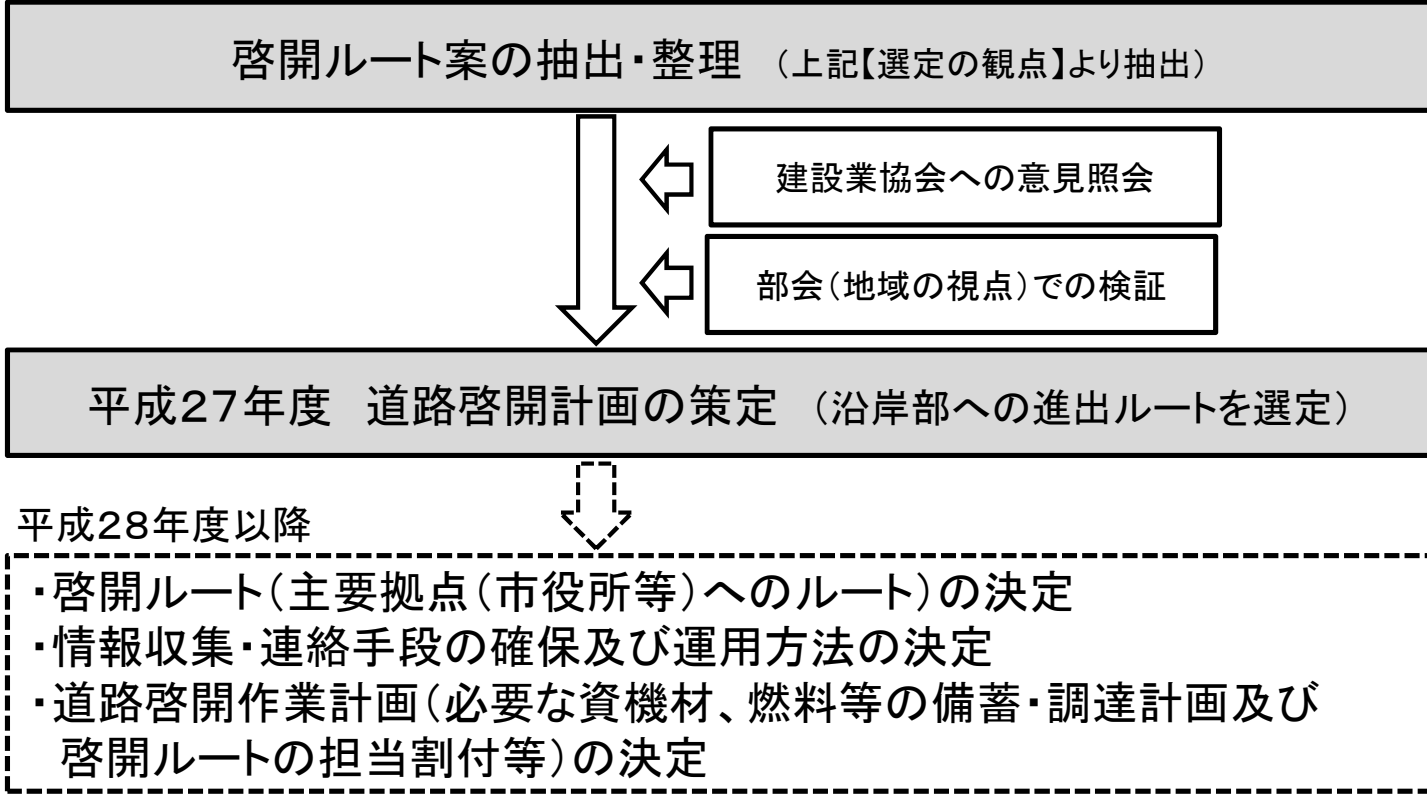 啓開ルート案の抽出・整理 （上記【選定の観点】より抽出）
建設業協会への意見照会
部会（地域の視点）での検証
平成２７年度　道路啓開計画の策定 （沿岸部への進出ルートを選定）
平成２８年度以降
・啓開ルート（主要拠点（市役所等）へのルート）の決定
・情報収集・連絡手段の確保及び運用方法の決定
・道路啓開作業計画（必要な資機材、燃料等の備蓄・調達計画及び
啓開ルートの担当割付等）の決定